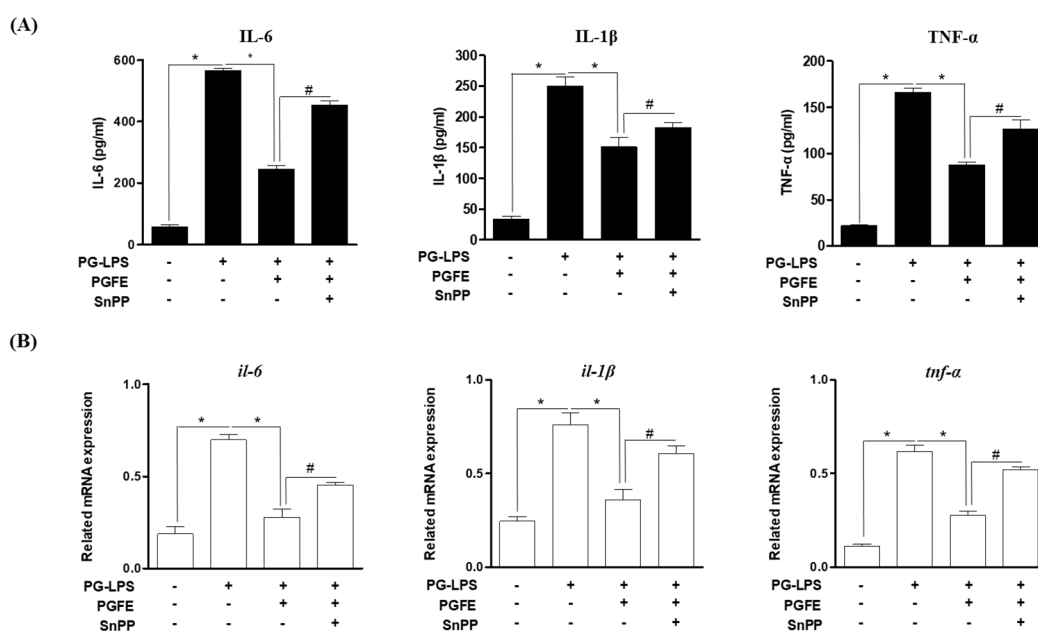 (A)
IL-6
IL-1β
TNF-α
IL-6 (pg/ml)
600
400
200
0
* * #
IL-1β (pg/ml)
300
250
200
150
100
50
0
* * #
TNF-α (pg/ml)
200
150
100
50
0
* * #
PG-LPS - + + +
PGFE - - + +
SnPP - - - +
PG-LPS - + + +
PGFE - - + +
SnPP - - - +
PG-LPS - + + +
PGFE - - + +
SnPP - - - +
(B)
il-6
il-1β
tnf-α
Related mRNA expression
1.0
0.5
0.0
* * #
Related mRNA expression
1.0
0.5
0.0
* * #
Related mRNA expression
1.0
0.5
0.0
* * #
PG-LPS - + + +
PGFE - - + +
SnPP - - - +
PG-LPS - + + +
PGFE - - + +
SnPP - - - +
PG-LPS - + + +
PGFE - - + +
SnPP - - - +